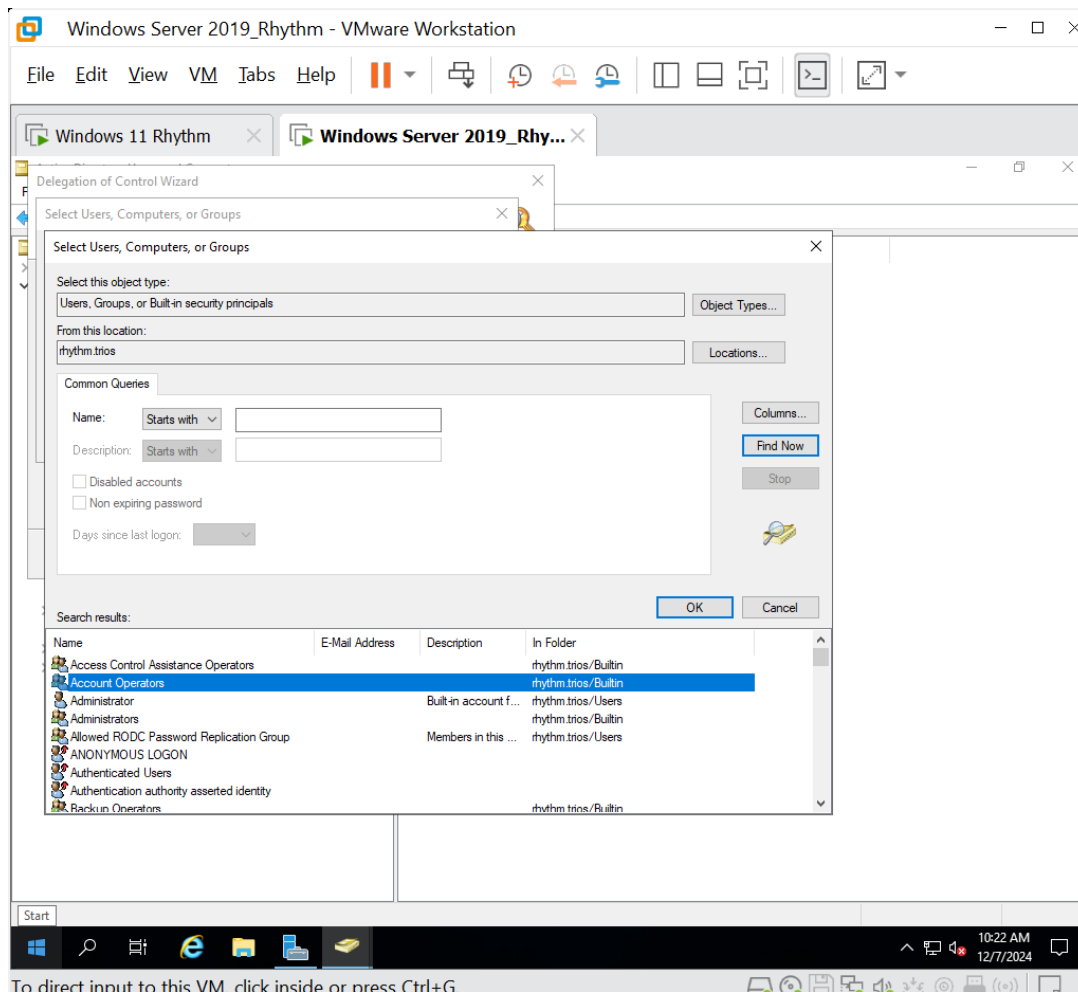 Windows Server 2019_Rhythm - VMware Workstation
File Edit View VM Tabs Help
Windows 11 Rhythm
Windows Server 2019_Rhy...
Delegation of Control Wizard
Select Users, Computers, or Groups
Select Users, Computers, or Groups
Select this object type:
Users, Groups, or Built-in security principals
Object Types...
From this location:
rhythm.trios
Locations...
Common Queries
Name: Starts with
Columns...
Description: Starts with
Find Now
Disabled accounts
Stop
Non expiring password
Days since last logon:
OK Cancel
Search results:
Name E-Mail Address Description In Folder
Access Control Assistance Operators rhythm.trios/Builtin
Account Operators rhythm.trios/Builtin
Administrator Built-in account f... rhythm.trios/Users
Administrators rhythm.trios/Builtin
Allowed RODC Password Replication Group Members in this ... rhythm.trios/Users
ANONYMOUS LOGON
Authenticated Users
Authentication authority asserted identity
Backup Operators rhythm.trios/Builtin
Start
10:22 AM
12/7/2024
To direct input to this VM, click inside or press Ctrl+G.